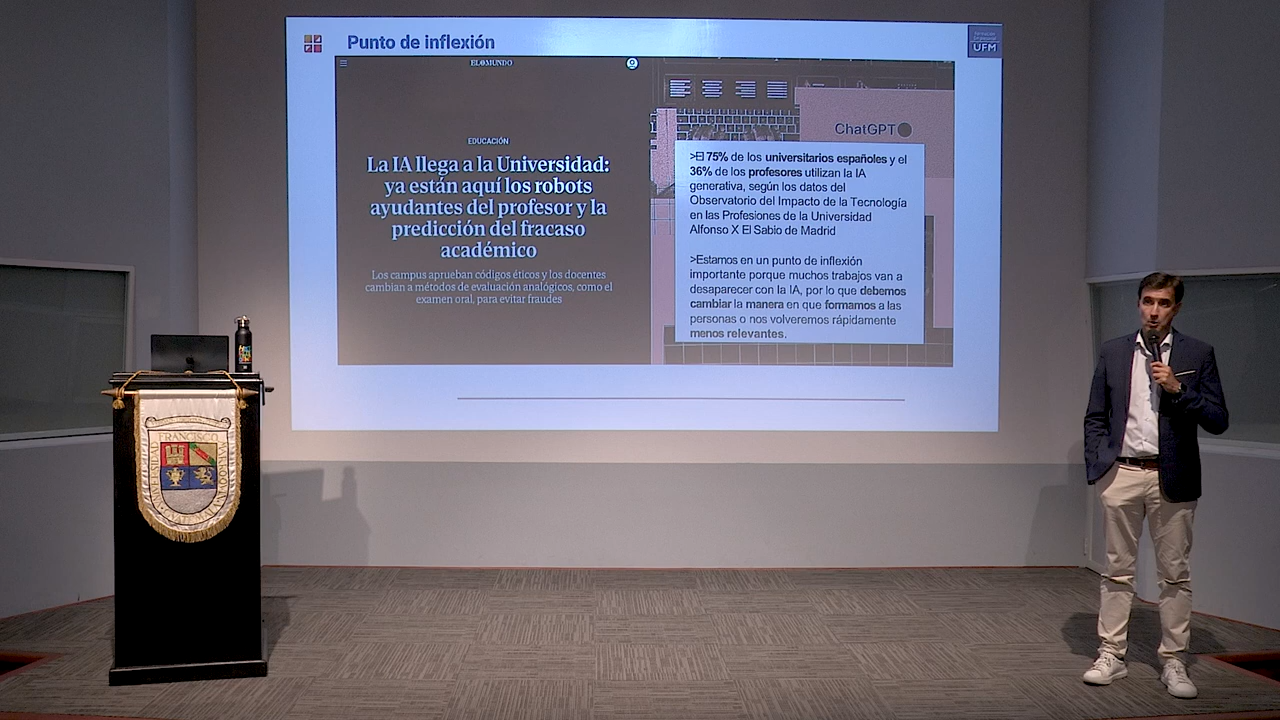 Punto de inflexión
UFM
EL MUNDO
EDUCACIÓN
La IA llega a la Universidad:
ya están aquí los robots
ayudantes del profesor y la
predicción del fracaso
académico
Los campus aprueban códigos éticos y los docentes
cambian a métodos de evaluación analógicos, como el
examen oral, para evitar fraudes
ChatGPT
>El 75% de los universitarios españoles y el
36% de los profesores utilizan la IA
generativa, según los datos del
Observatorio del Impacto de la Tecnología
en las Profesiones de la Universidad
Alfonso X El Sabio de Madrid
>Estamos en un punto de inflexión
importante porque muchos trabajos van a
desaparecer con la IA, por lo que debemos
cambiar la manera en que formamos a las
personas o nos volveremos rápidamente
menos relevantes.
FRANCISCO